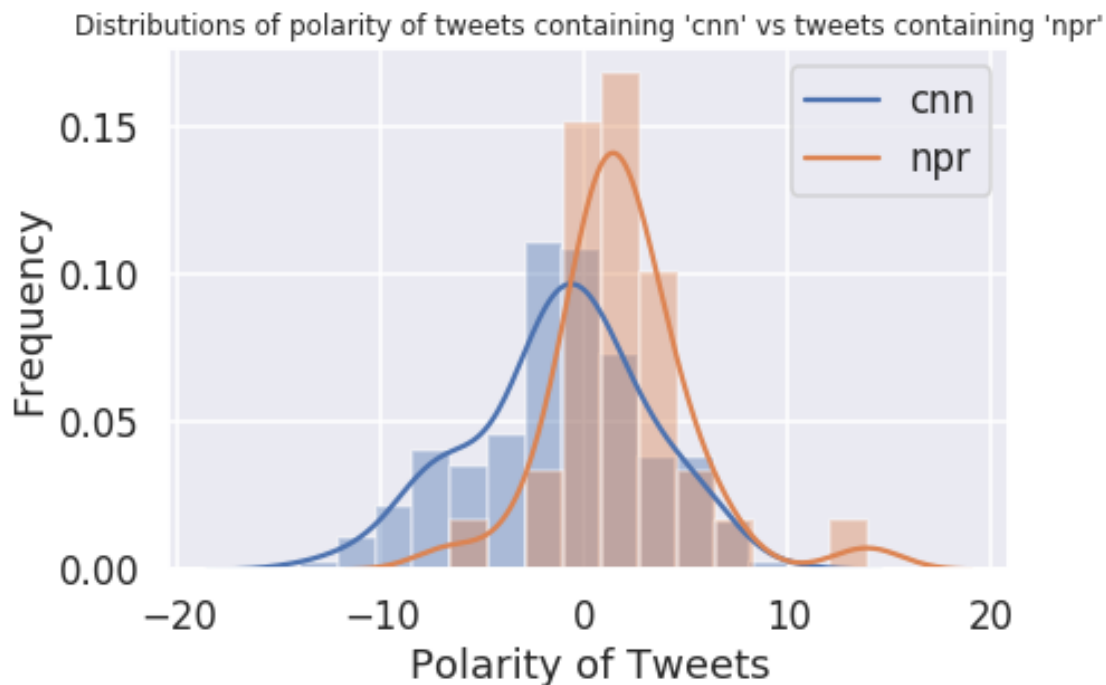 Distributions of polarity of tweets containing 'cnn' vs tweets containing 'npr'
cnn
npr
0.15
0.10
0.05
0.00
Frequency
−20
−10
0
10
20
Polarity of Tweets